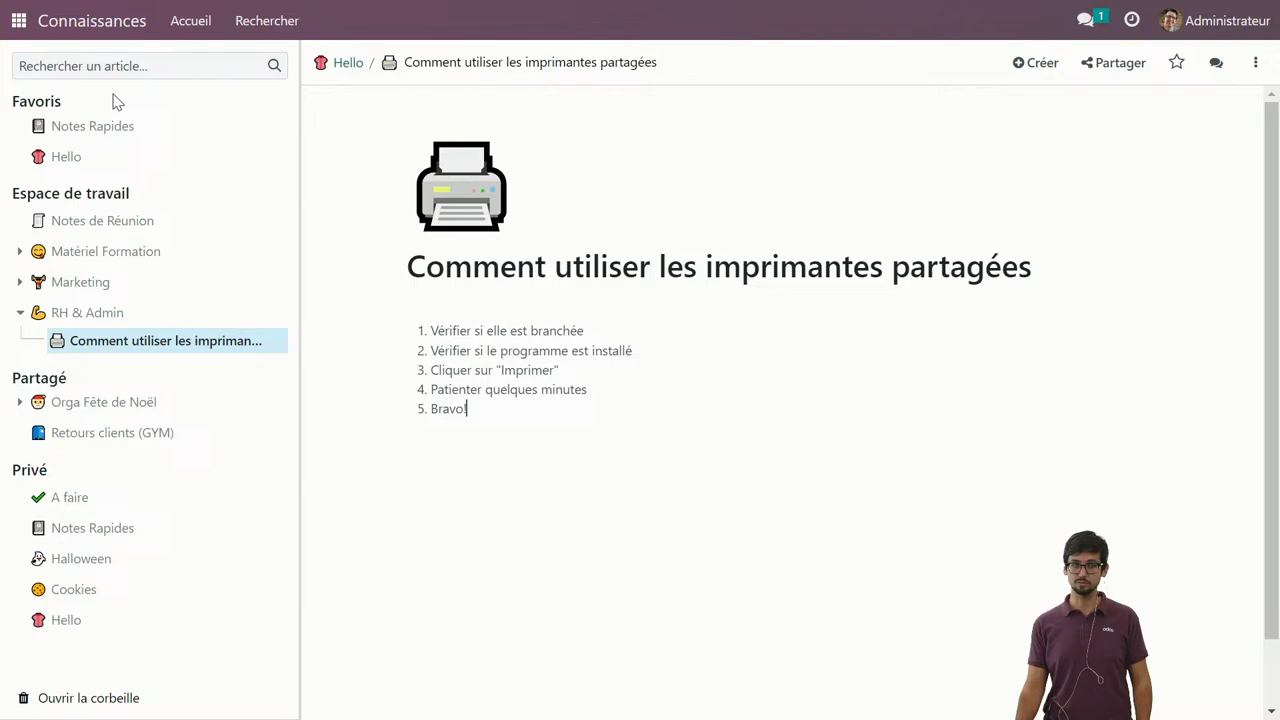 Connaissances Accueil Rechercher 1 Administrateur
Rechercher un article...
Favoris
Notes Rapides
Hello
Espace de travail
Notes de Réunion
Matériel Formation
Marketing
RH & Admin
Comment utiliser les impriman...
Partagé
Orga Fête de Noël
Retours clients (GYM)
Privé
A faire
Notes Rapides
Halloween
Cookies
Hello
Ouvrir la corbeille
Hello / Comment utiliser les imprimantes partagées
Créer Partager
Comment utiliser les imprimantes partagées
1. Vérifier si elle est branchée
2. Vérifier si le programme est installé
3. Cliquer sur "Imprimer"
4. Patienter quelques minutes
5. Bravo!
odoo